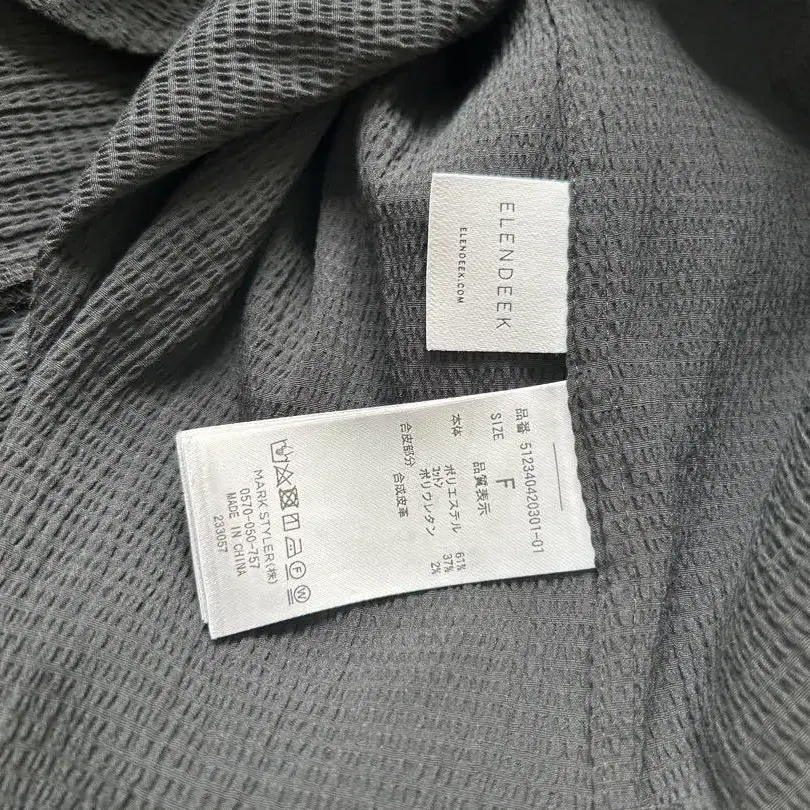 ELENDEEK
ELENDEEK.COM
品番 512340420301-01
SIZE F
品質表示
本体 ポリエステル 61%
コットン 37%
ポリウレタン 2%
合皮部分 合成皮革
MARK STYLER(株)
0570-050-757
MADE IN CHINA
233057